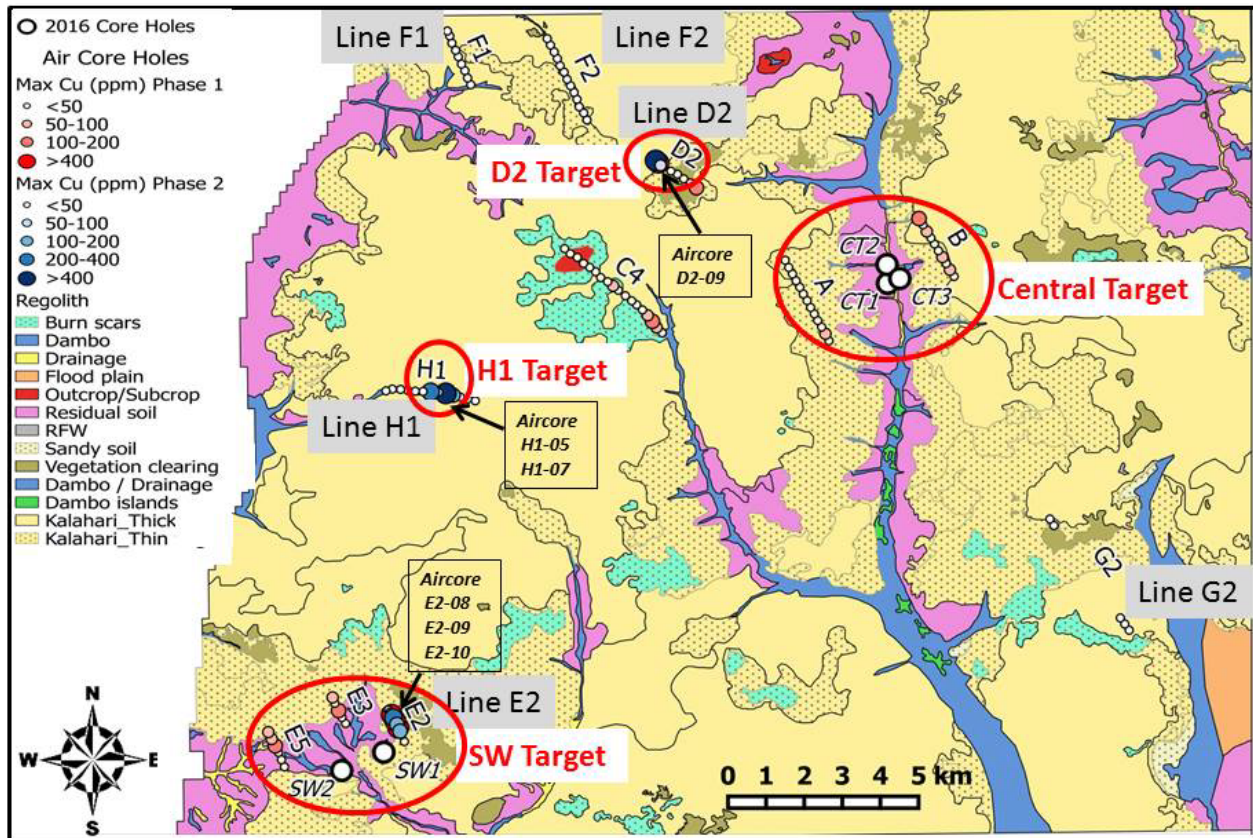 2016 Core Holes
Air Core Holes
Max Cu (ppm) Phase 1
<50
50-100
100-200
>400
Max Cu (ppm) Phase 2
<50
50-100
100-200
200-400
>400
Regolith
Burn scars
Dambo
Drainage
Flood plain
Outcrop/Subcrop
Residual soil
RFW
Sandy soil
Vegetation clearing
Dambo / Drainage
Dambo islands
Kalahari_Thick
Kalahari_Thin
Line F1
F1
Line F2
F2
Line D2
D2
D2 Target
Aircore
D2-09
C4
CT2
CT1
CT3
A
B
Central Target
H1
H1 Target
Line H1
Aircore
H1-05
H1-07
G2
Line G2
Aircore
E2-08
E2-09
E2-10
Line E2
E3
E2
E5
SW Target
SW1
SW2
N
W
E
S
0 1 2 3 4 5 km